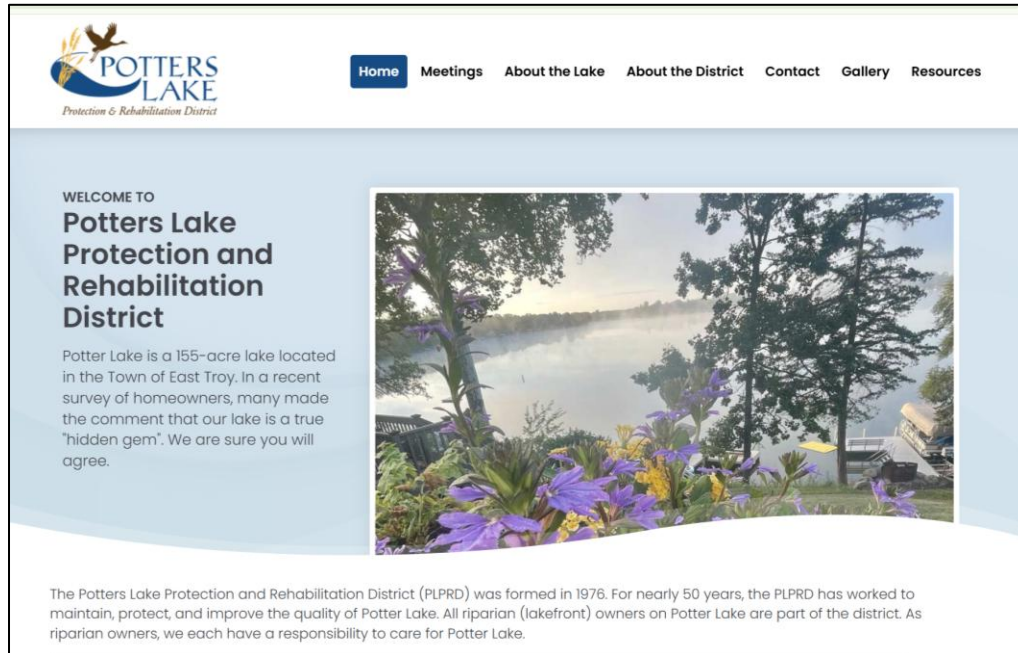 POTTERS
LAKE
Protection & Rehabilitation District
Home Meetings About the Lake About the District Contact Gallery Resources
WELCOME TO
Potters Lake
Protection and
Rehabilitation
District
Potter Lake is a 155-acre lake located
in the Town of East Troy. In a recent
survey of homeowners, many made
the comment that our lake is a true
"hidden gem". We are sure you will
agree.
The Potters Lake Protection and Rehabilitation District (PLPRD) was formed in 1976. For nearly 50 years, the PLPRD has worked to
maintain, protect, and improve the quality of Potter Lake. All riparian (lakefront) owners on Potter Lake are part of the district. As
riparian owners, we each have a responsibility to care for Potter Lake.